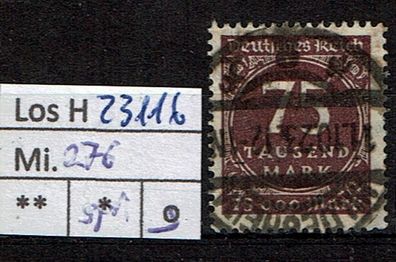 Los H 23116
Mi. 276
** * o
Deutsches Reich
75
TAUSEND
MARK